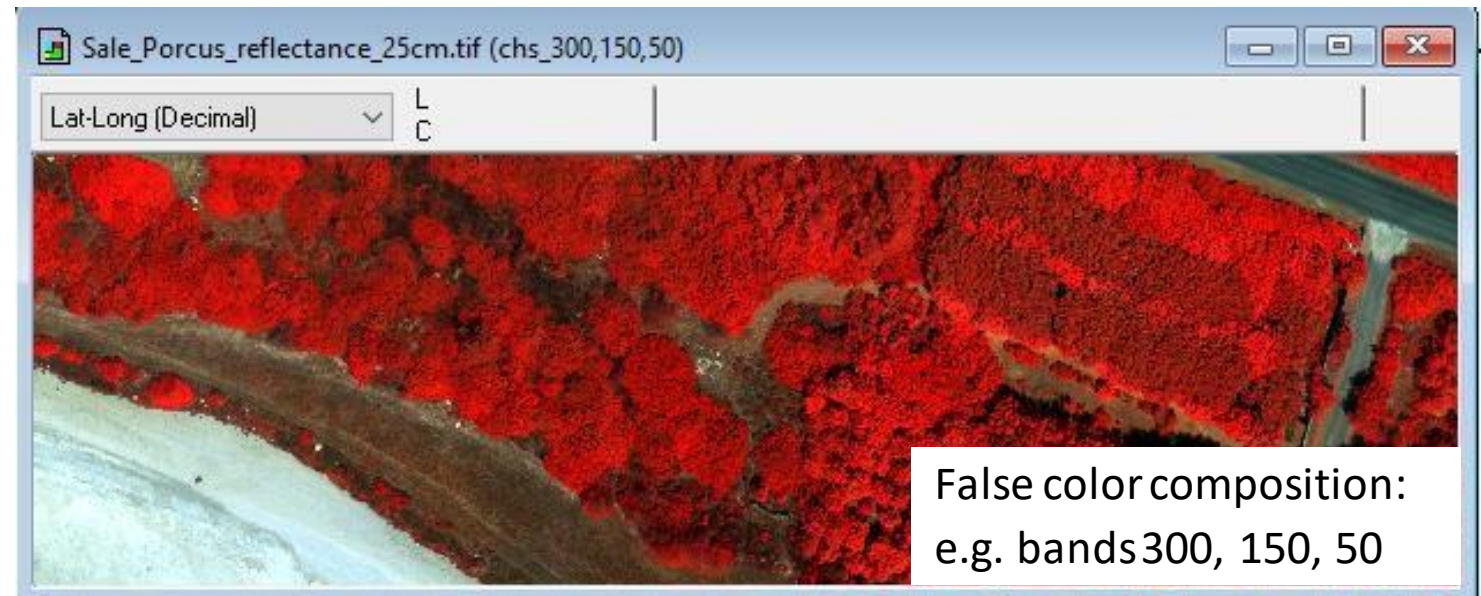 Sale_Porcus_reflectance_25cm.tif (chs_300,150,50)
Lat-Long (Decimal)
L
C
False color composition:
e.g. bands 300, 150, 50